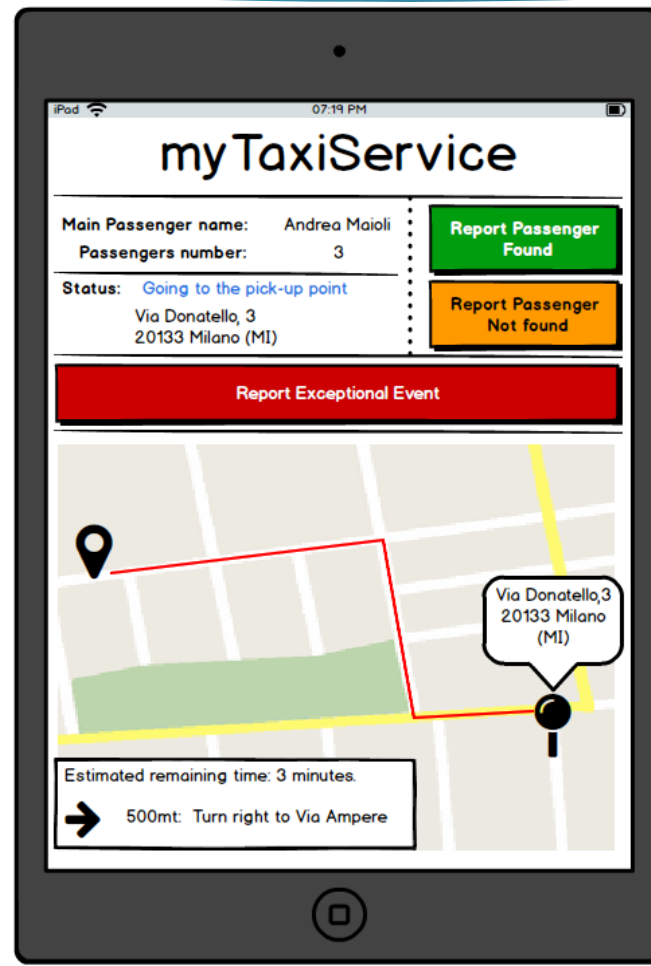 iPad
07:19 PM
myTaxiService
Main Passenger name: Andrea Maioli
Passengers number: 3
Status: Going to the pick-up point
Via Donatello, 3
20133 Milano (MI)
Report Passenger
Found
Report Passenger
Not found
Report Exceptional Event
Via Donatello,3
20133 Milano
(MI)
Estimated remaining time: 3 minutes.
500mt: Turn right to Via Ampere